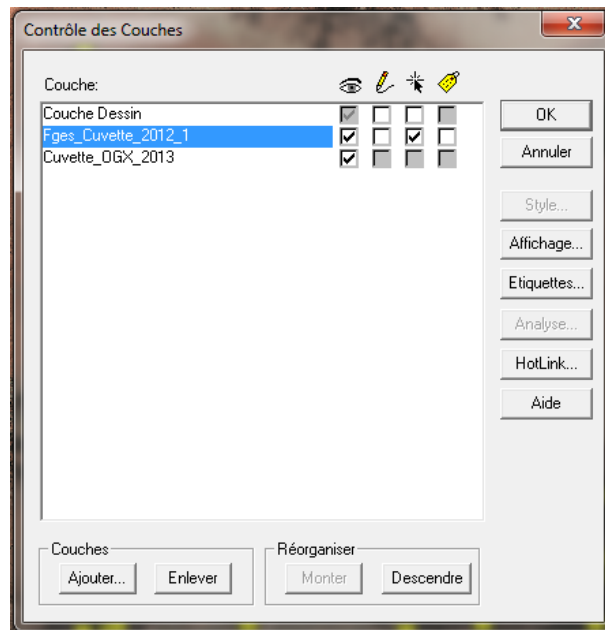 Contrôle des Couches
Couche:
Couche Dessin
Fges_Cuvette_2012_1
Cuvette_OGX_2013
OK
Annuler
Style...
Affichage...
Etiquettes...
Analyse...
HotLink...
Aide
Couches
Ajouter...
Enlever
Réorganiser
Monter
Descendre